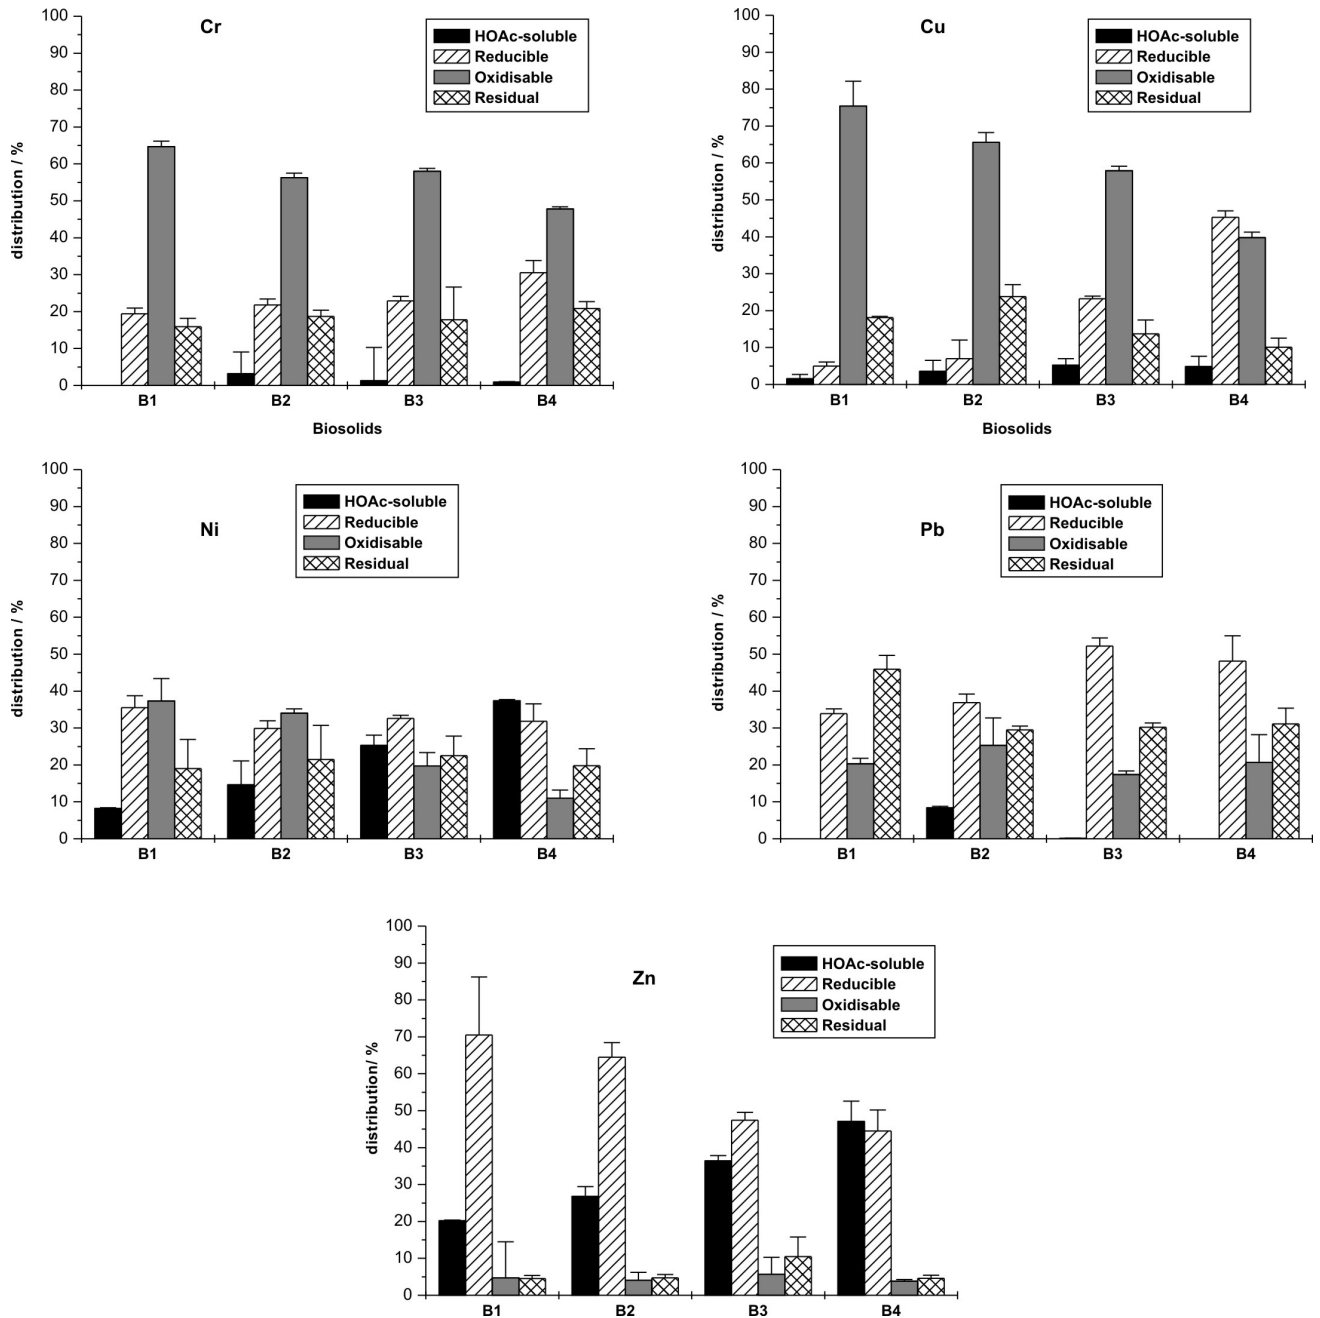 Cr
HOAc-soluble
Reducible
Oxidisable
Residual
distribution / %
100
90
80
70
60
50
40
30
20
10
0
B1 B2 B3 B4
Biosolids
Cu
HOAc-soluble
Reducible
Oxidisable
Residual
distribution / %
100
90
80
70
60
50
40
30
20
10
0
B1 B2 B3 B4
Biosolids
Ni
HOAc-soluble
Reducible
Oxidisable
Residual
distribution / %
100
90
80
70
60
50
40
30
20
10
0
B1 B2 B3 B4
Pb
HOAc-soluble
Reducible
Oxidisable
Residual
distribution / %
100
90
80
70
60
50
40
30
20
10
0
B1 B2 B3 B4
Zn
HOAc-soluble
Reducible
Oxidisable
Residual
distribution/ %
100
90
80
70
60
50
40
30
20
10
0
B1 B2 B3 B4